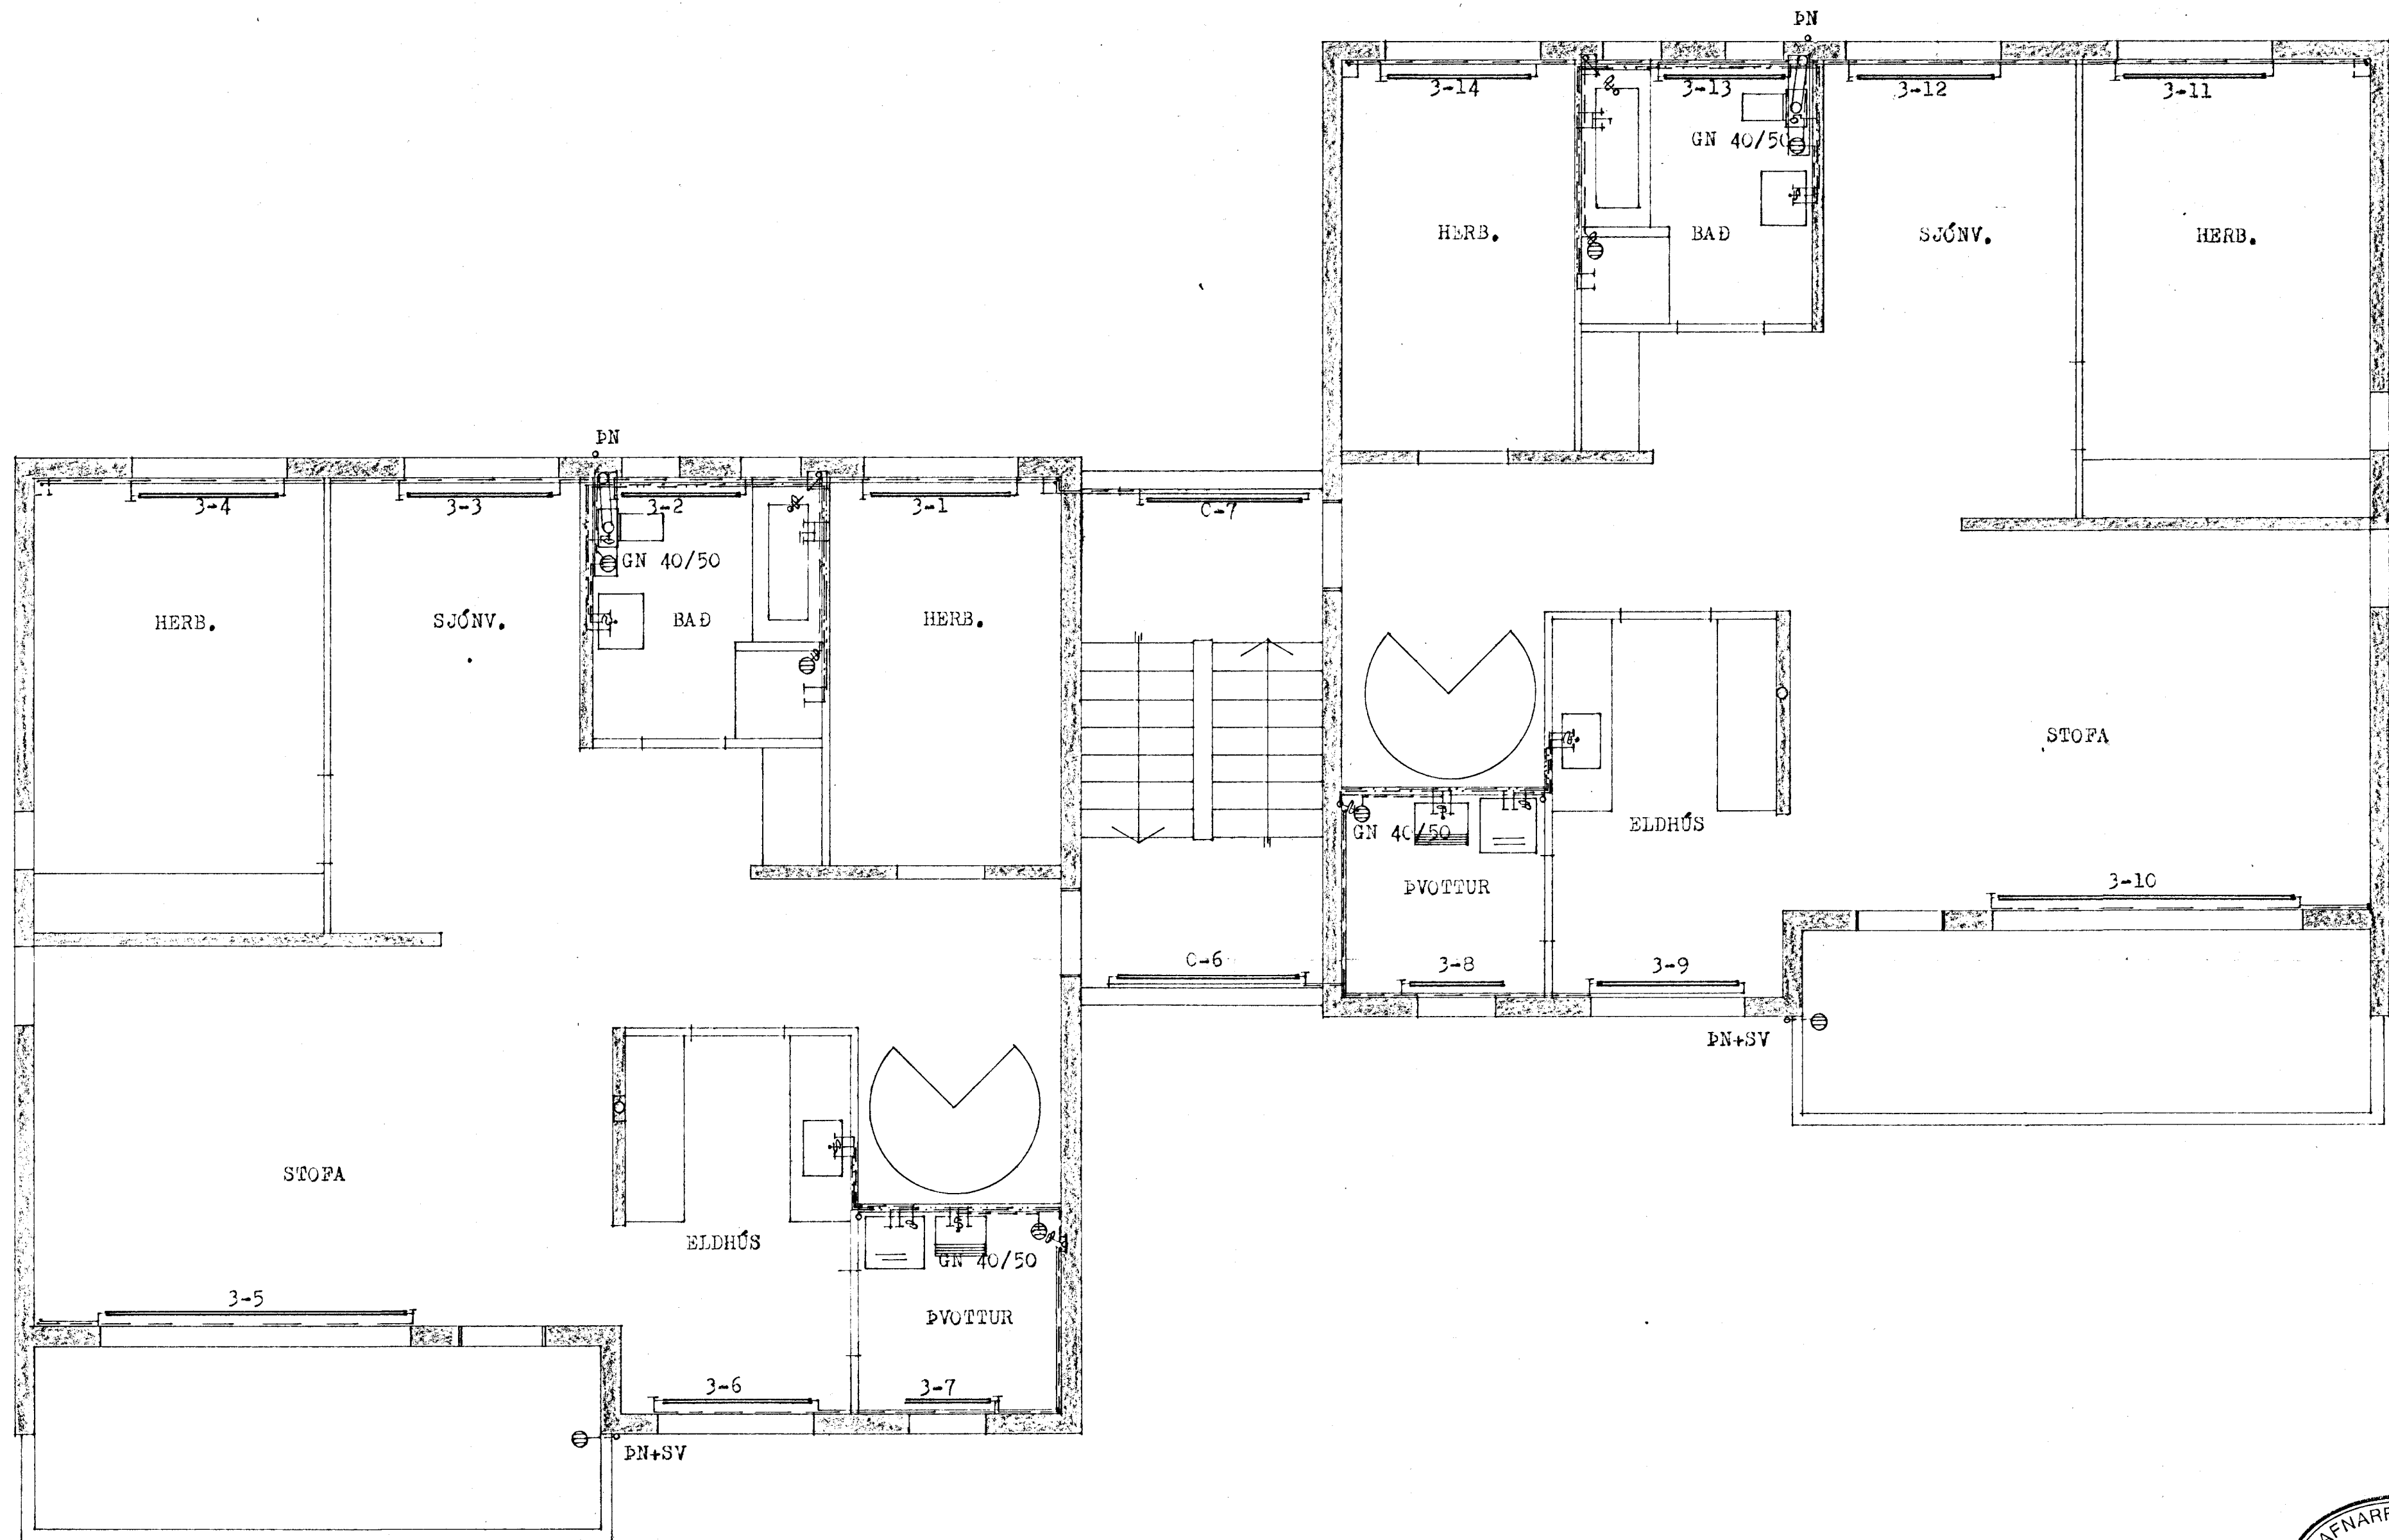 ÞN
3-14
3-13
3-12
3-11
GN 40/50
HERB.
BAÐ
SJÓNV.
HERB.
ÞN
3-4
3-3
3-2
3-1
C-7
GN 40/50
HERB.
SJÓNV.
BAÐ
HERB.
STOFA
GN 40/50
ELDHÚS
ÞVOTTUR
3-10
C-6
3-8
3-9
ÞN+SV
STOFA
ELDHÚS
GN 40/50
3-5
ÞVOTTUR
3-6
3-7
ÞN+SV